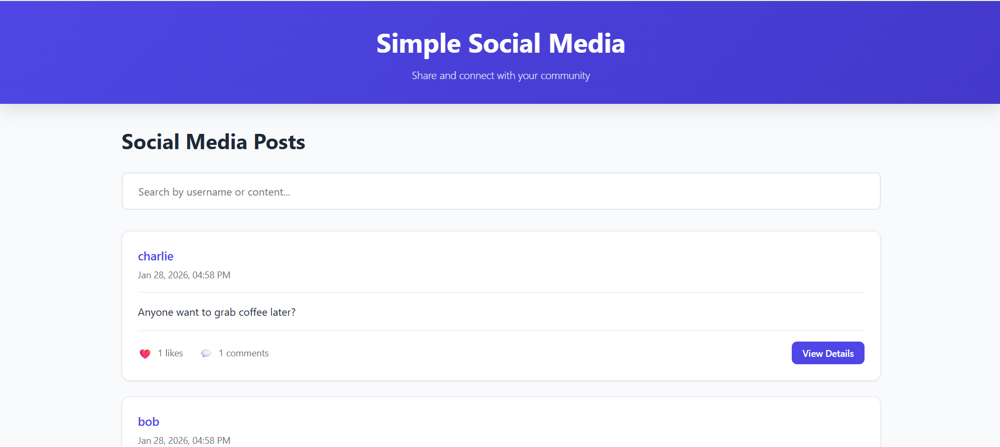 Simple Social Media
Share and connect with your community
Social Media Posts
Search by username or content...
charlie
Jan 28, 2026, 04:58 PM
Anyone want to grab coffee later?
1 likes 1 comments View Details
bob
Jan 28, 2026, 04:58 PM